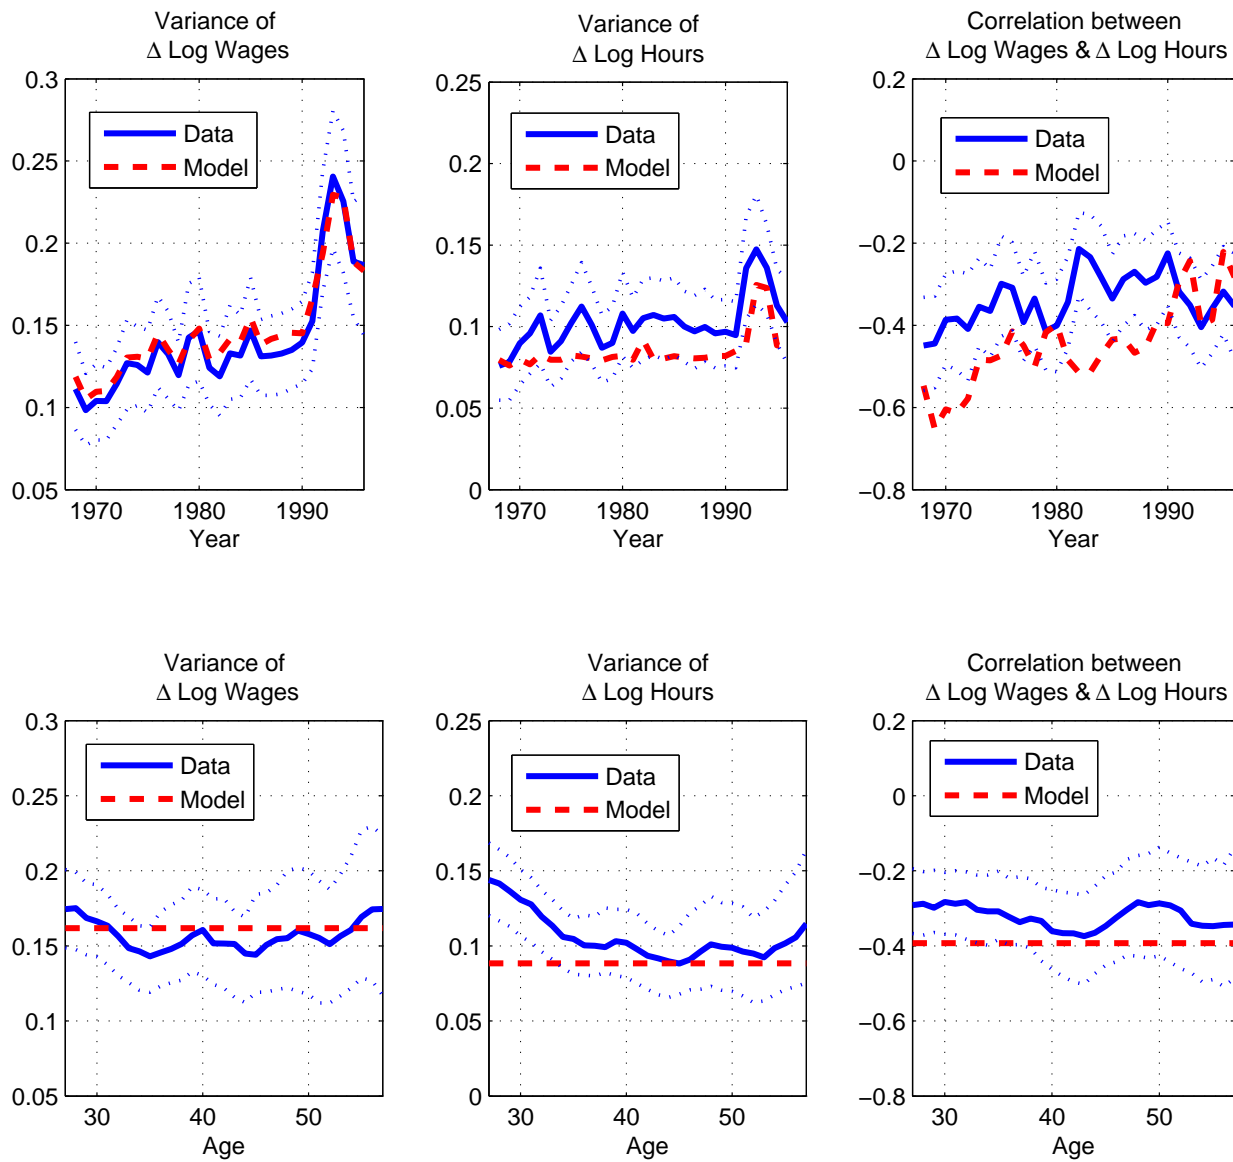 Variance of
Δ Log Wages
0.3
0.25
0.2
0.15
0.1
0.05
1970 1980 1990
Year
Data
Model
Variance of
Δ Log Hours
0.25
0.2
0.15
0.1
0.05
0
1970 1980 1990
Year
Data
Model
Correlation between
Δ Log Wages & Δ Log Hours
0.2
0
−0.2
−0.4
−0.6
−0.8
1970 1980 1990
Year
Data
Model
Variance of
Δ Log Wages
0.3
0.25
0.2
0.15
0.1
0.05
30 40 50
Age
Data
Model
Variance of
Δ Log Hours
0.25
0.2
0.15
0.1
0.05
0
30 40 50
Age
Data
Model
Correlation between
Δ Log Wages & Δ Log Hours
0.2
0
−0.2
−0.4
−0.6
−0.8
30 40 50
Age
Data
Model